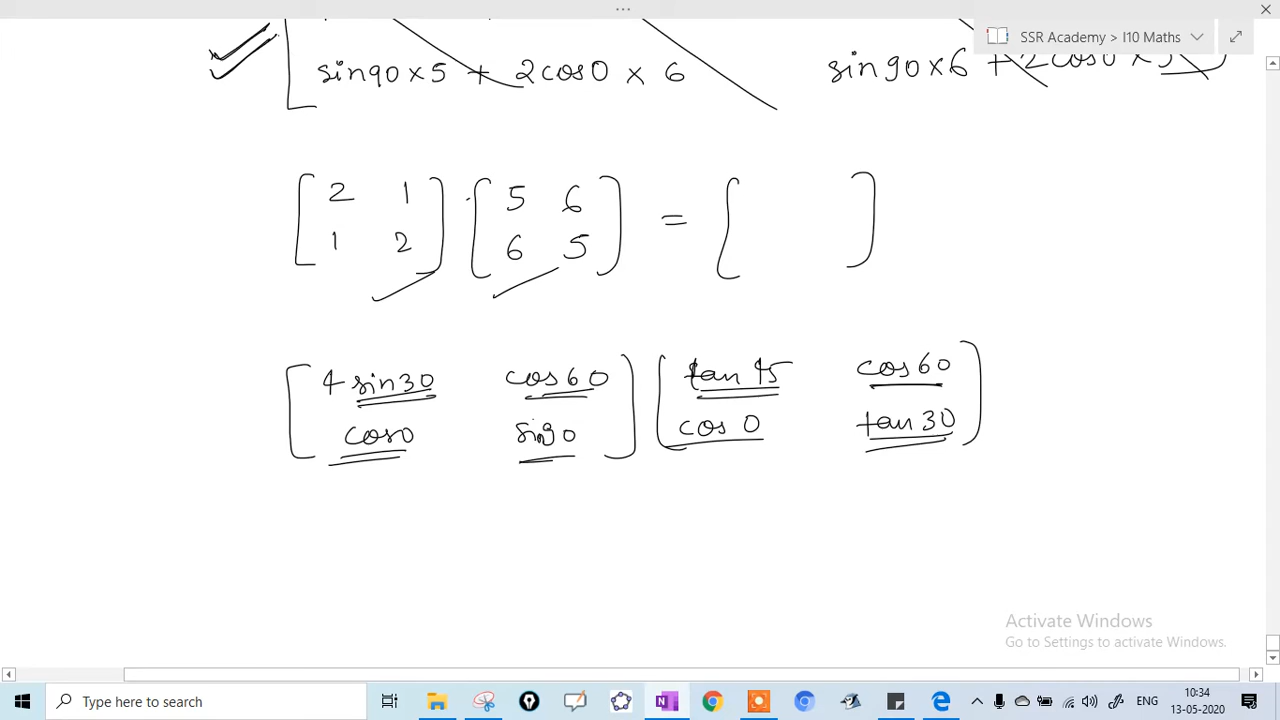 ...
SSR Academy > I10 Maths
sin90 x 5 + 2cos0 x 6 sin90 x 6 + 2cos0 x 5
[2 1] [5 6] = [ ]
[1 2] [6 5]
[4 sin30 cos60] [tan 45 cos60]
[cos0 sin90] [cos 0 tan30]
Activate Windows
Go to Settings to activate Windows.
Type here to search
ENG
10:34
13-05-2020